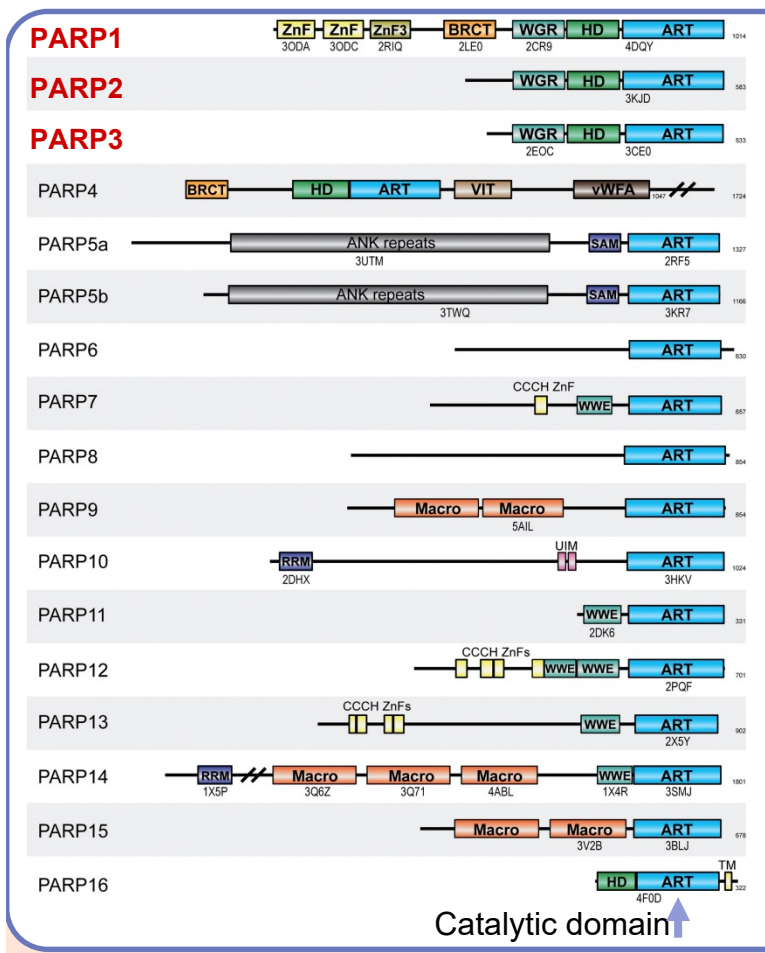 PARP1 ZnF ZnF ZnF3 BRCT WGR HD ART 1014
3ODA 3ODC 2RIQ 2LE0 2CR9 4DQY
PARP2 WGR HD ART 583
3KJD
PARP3 WGR HD ART 533
2EOC 3CE0
PARP4 BRCT HD ART VIT vWFA 1047 1724
PARP5a ANK repeats SAM ART 1327
3UTM 2RF5
PARP5b ANK repeats SAM ART 1166
3TWQ 3KR7
PARP6 ART 630
CCCH ZnF
PARP7 WWE ART 657
PARP8 ART 854
PARP9 Macro Macro ART 854
5AIL
UIM
PARP10 RRM ART 1024
2DHX 3HKV
PARP11 WWE ART 331
2DK6
CCCH ZnFs
PARP12 WWE WWE ART 701
2PQF
CCCH ZnFs
PARP13 WWE ART 902
2X5Y
PARP14 RRM Macro Macro Macro WWE ART 1801
1X5P 3Q6Z 3Q71 4ABL 1X4R 3SMJ
PARP15 Macro Macro ART 678
3V2B 3BLJ
TM
PARP16 HD ART 322
4F0D
Catalytic domain